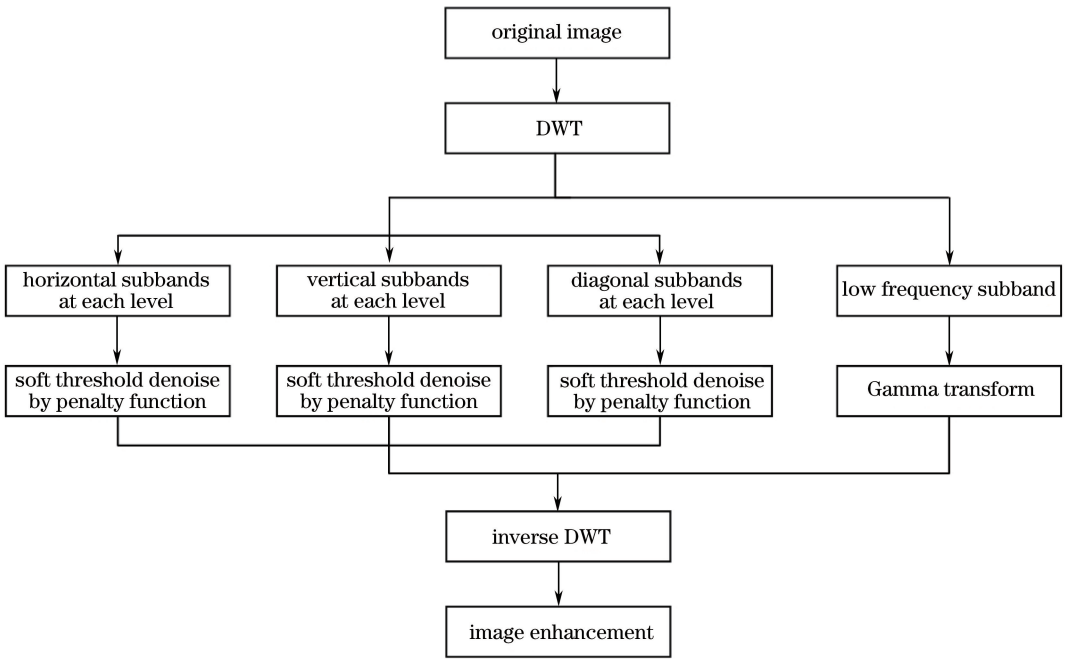 original image
DWT
horizontal subbands
at each level
vertical subbands
at each level
diagonal subbands
at each level
low frequency subband
soft threshold denoise
by penalty function
soft threshold denoise
by penalty function
soft threshold denoise
by penalty function
Gamma transform
inverse DWT
image enhancement